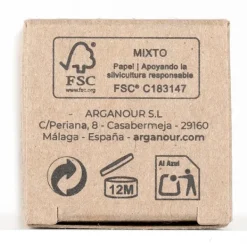 FSC
www.fsc.org
MIXTO
Papel | Apoyando la
silvicultura responsable
FSC® C183147
ARGANOUR S.L
C/Periana, 8 - Casabermeja - 29160
Málaga - España - arganour.com
12M
Al Azul